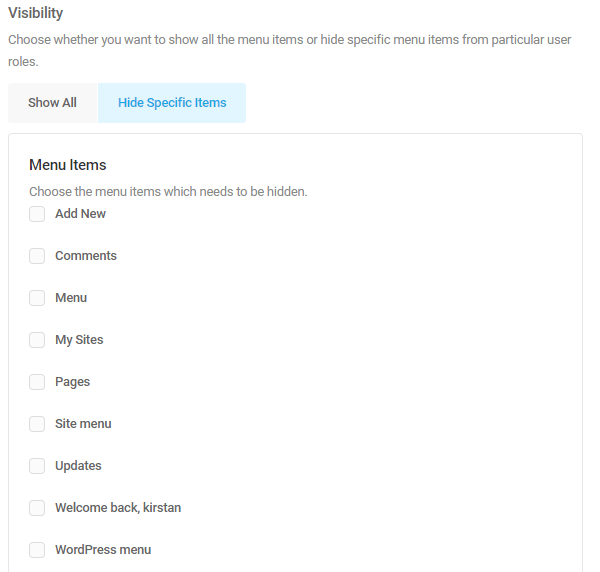 Visibility
Choose whether you want to show all the menu items or hide specific menu items from particular user
roles.
Show All
Hide Specific Items
Menu Items
Choose the menu items which needs to be hidden.
Add New
Comments
Menu
My Sites
Pages
Site menu
Updates
Welcome back, kirstan
WordPress menu